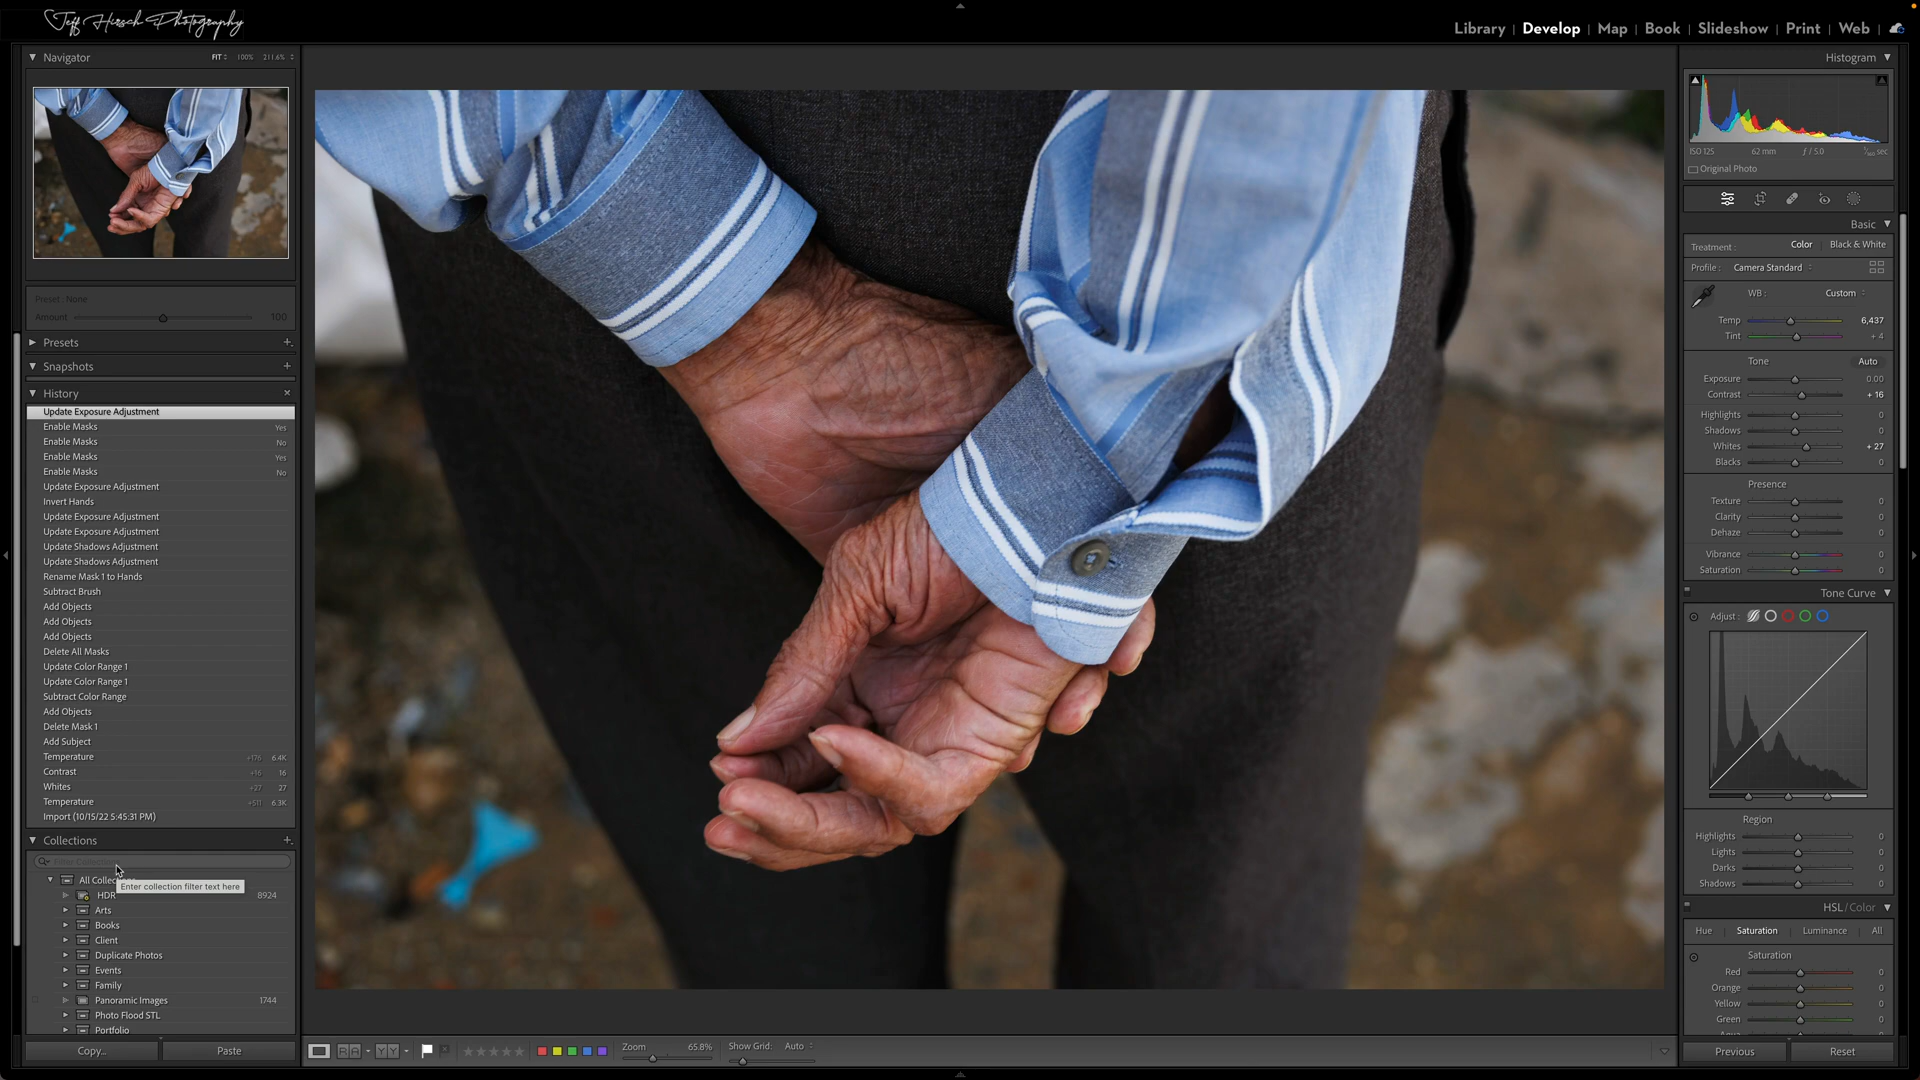 Jeff Hirsch Photography
Library | Develop | Map | Book | Slideshow | Print | Web
Navigator FIT 100% 211.6%
Preset : None
Amount 100
Presets
Snapshots
History
Update Exposure Adjustment
Enable Masks Yes
Enable Masks No
Enable Masks Yes
Enable Masks No
Update Exposure Adjustment
Invert Hands
Update Exposure Adjustment
Update Exposure Adjustment
Update Shadows Adjustment
Update Shadows Adjustment
Rename Mask 1 to Hands
Subtract Brush
Add Objects
Add Objects
Add Objects
Delete All Masks
Update Color Range 1
Update Color Range 1
Subtract Color Range
Add Objects
Delete Mask 1
Add Subject
Temperature +176 6.4K
Contrast +16 16
Whites +27 27
Temperature +511 6.3K
Import (10/15/22 5:45:31 PM)
Collections
Enter collection filter text here
HDR 8924
Arts
Books
Client
Duplicate Photos
Events
Family
Panoramic Images 1744
Photo Flood STL
Portfolio
Copy... Paste
Zoom 65.8% Show Grid: Auto
Histogram
ISO 125 62 mm ƒ / 5.0
Original Photo
Basic
Treatment : Color Black & White
Profile : Camera Standard
WB : Custom
Temp 6,437
Tint + 4
Tone Auto
Exposure 0.00
Contrast + 16
Highlights 0
Shadows 0
Whites + 27
Blacks 0
Presence
Texture 0
Clarity 0
Dehaze 0
Vibrance 0
Saturation 0
Tone Curve
Adjust :
Region
Highlights 0
Lights 0
Darks 0
Shadows 0
HSL / Color
Hue Saturation Luminance All
Saturation
Red 0
Orange 0
Yellow 0
Green 0
Previous Reset